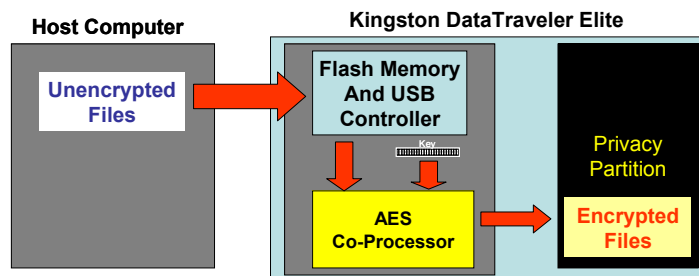 Host Computer
Kingston DataTraveler Elite
Unencrypted
Files
Flash Memory
And USB
Controller
Key
AES
Co-Processor
Privacy
Partition
Encrypted
Files